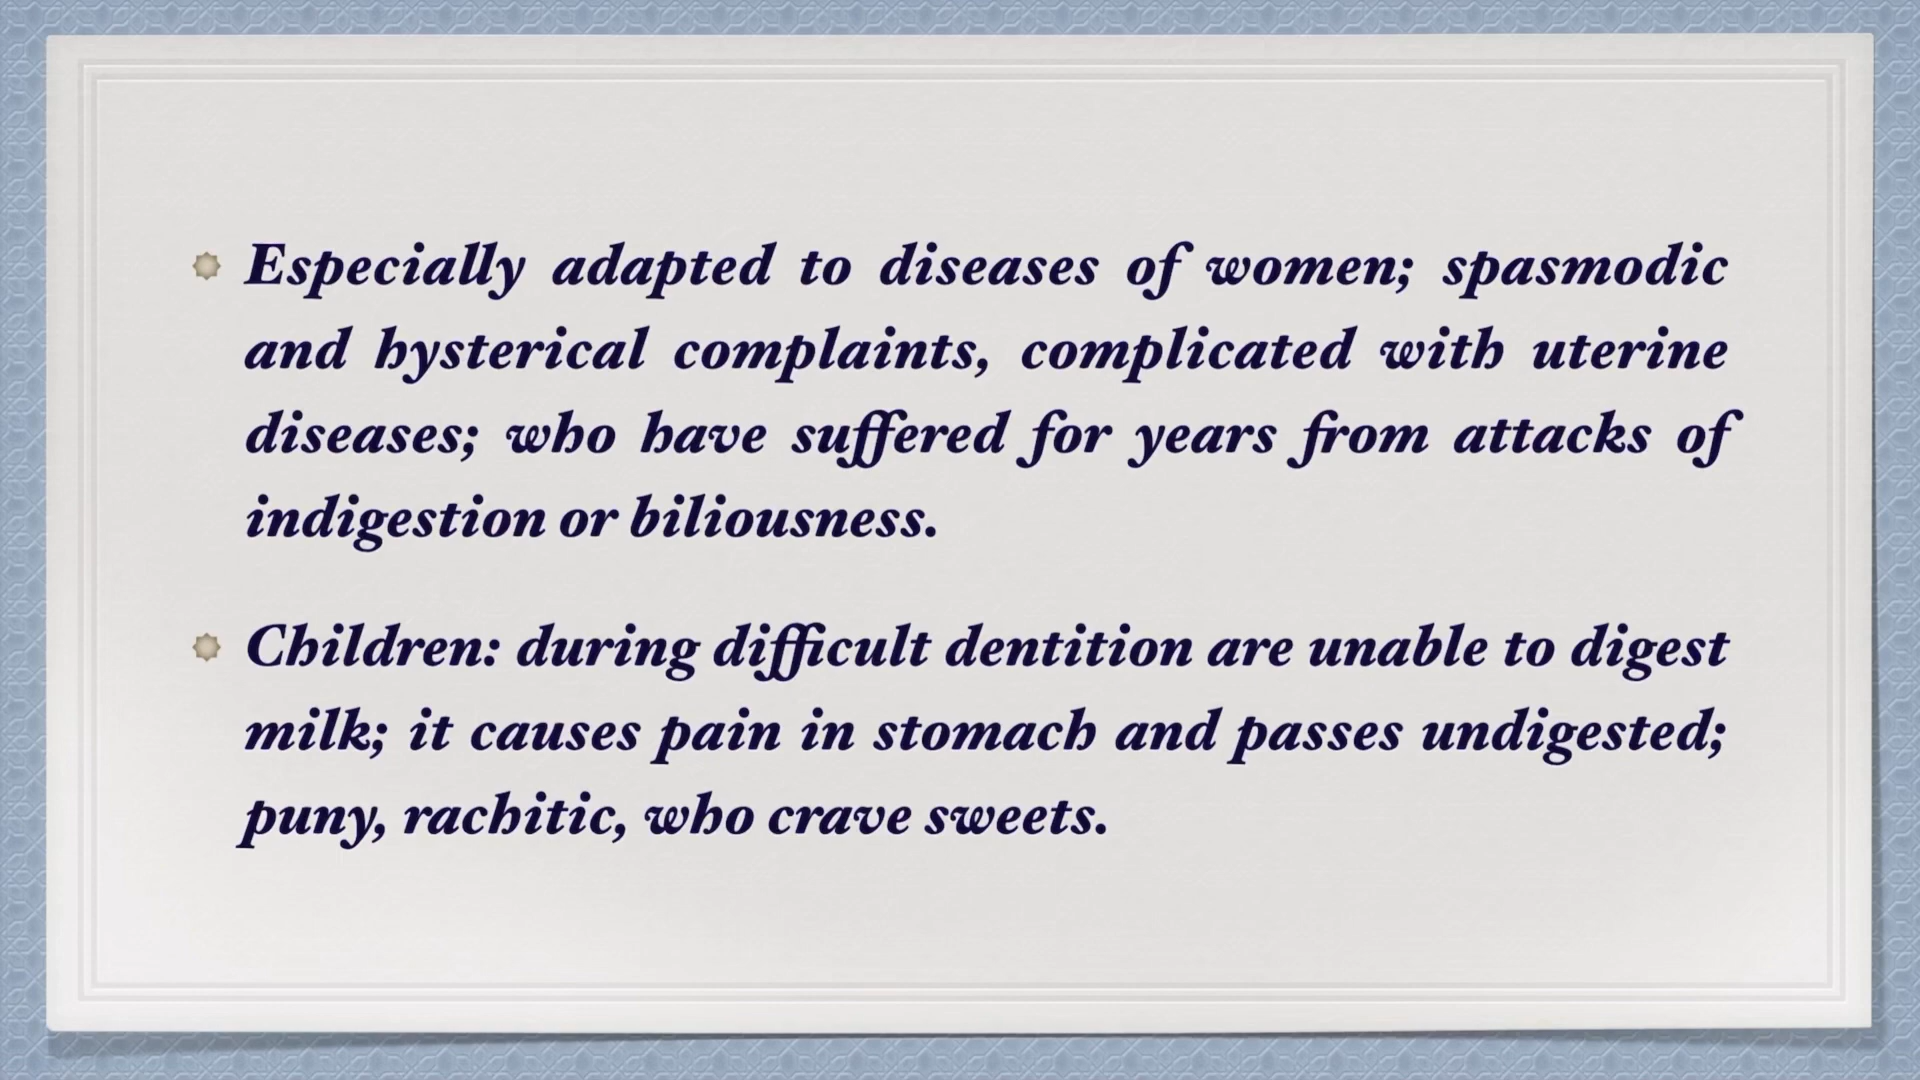 Especially adapted to diseases of women; spasmodic
and hysterical complaints, complicated with uterine
diseases; who have suffered for years from attacks of
indigestion or biliousness.
Children: during difficult dentition are unable to digest
milk; it causes pain in stomach and passes undigested;
puny, rachitic, who crave sweets.